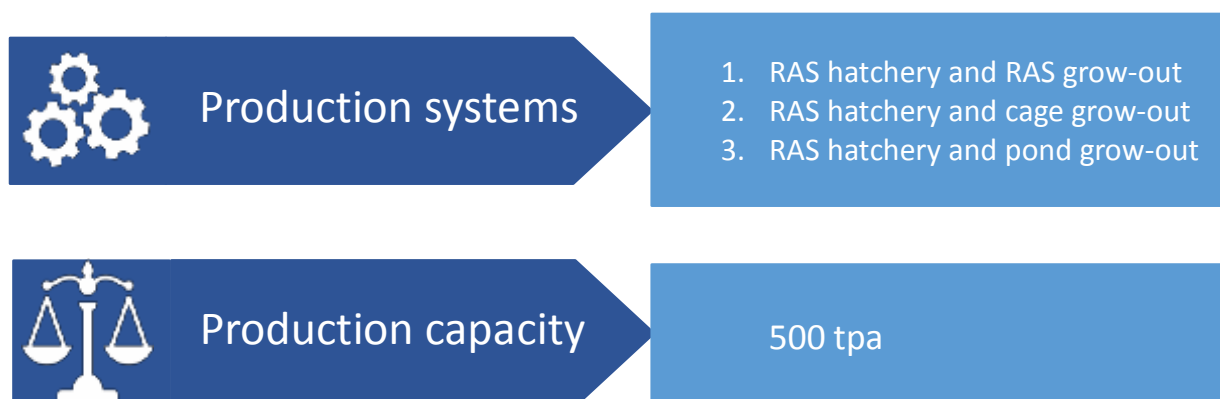 Production systems
1. RAS hatchery and RAS grow-out
2. RAS hatchery and cage grow-out
3. RAS hatchery and pond grow-out
Production capacity
500 tpa